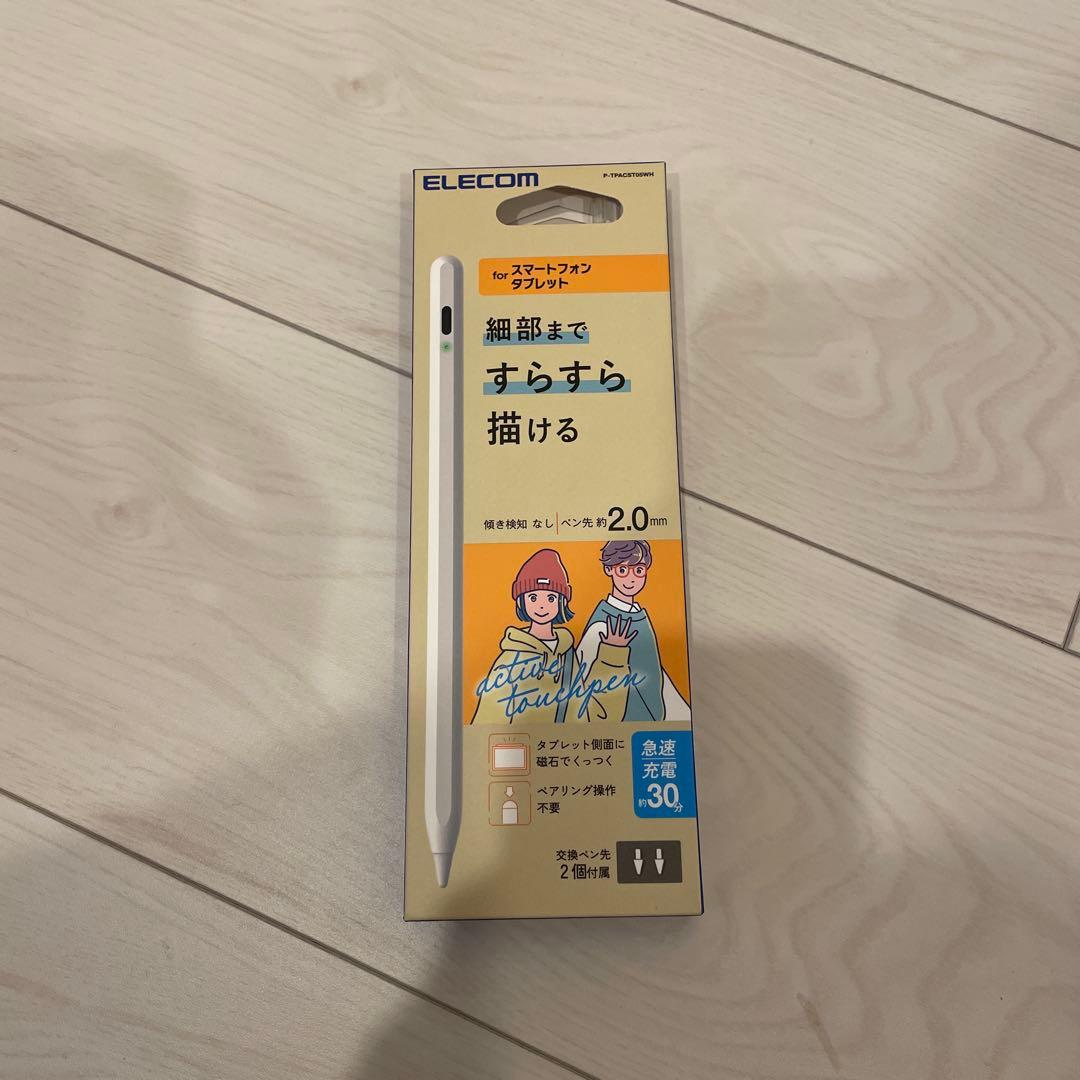 ELECOM
P-TPACST05WH
for スマートフォン
タブレット
細部まで
すらすら
描ける
傾き検知 なし ペン先 約2.0mm
active
touchpen
タブレット側面に
磁石でくっつく
ペアリング操作
不要
急速
充電
約30分
交換ペン先
2個付属